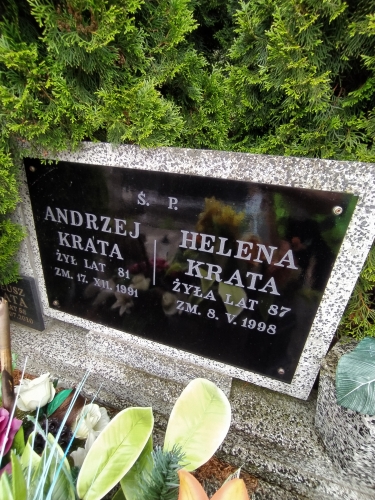 Ś. P.
ANDRZEJ
KRATA
ŻYŁ LAT 81
ZM. 17. XII. 1991
HELENA
KRATA
ŻYŁA LAT 87
ZM. 8. V. 1998